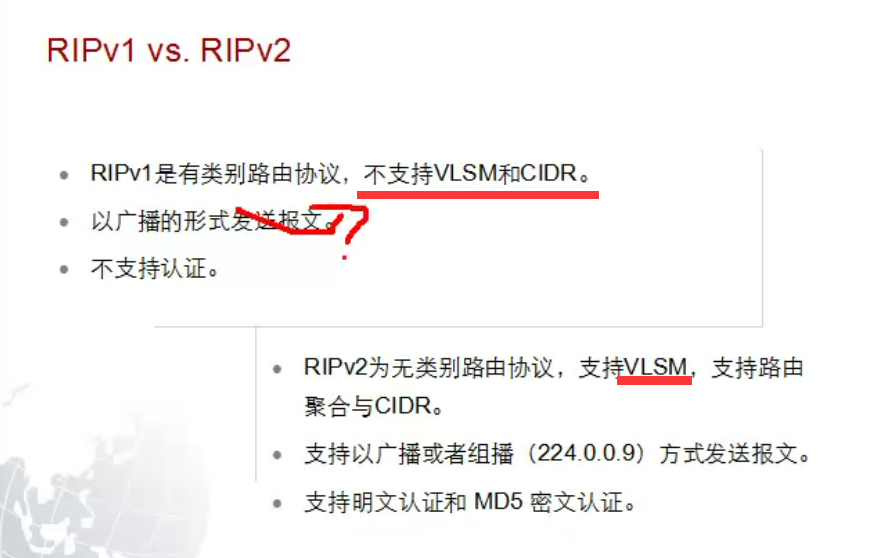 RIPv1 vs. RIPv2
RIPv1是有类别路由协议，不支持VLSM和CIDR。
以广播的形式发送报文。
不支持认证。
RIPv2为无类别路由协议，支持VLSM，支持路由
聚合与CIDR。
支持以广播或者组播（224.0.0.9）方式发送报文。
支持明文认证和 MD5 密文认证。